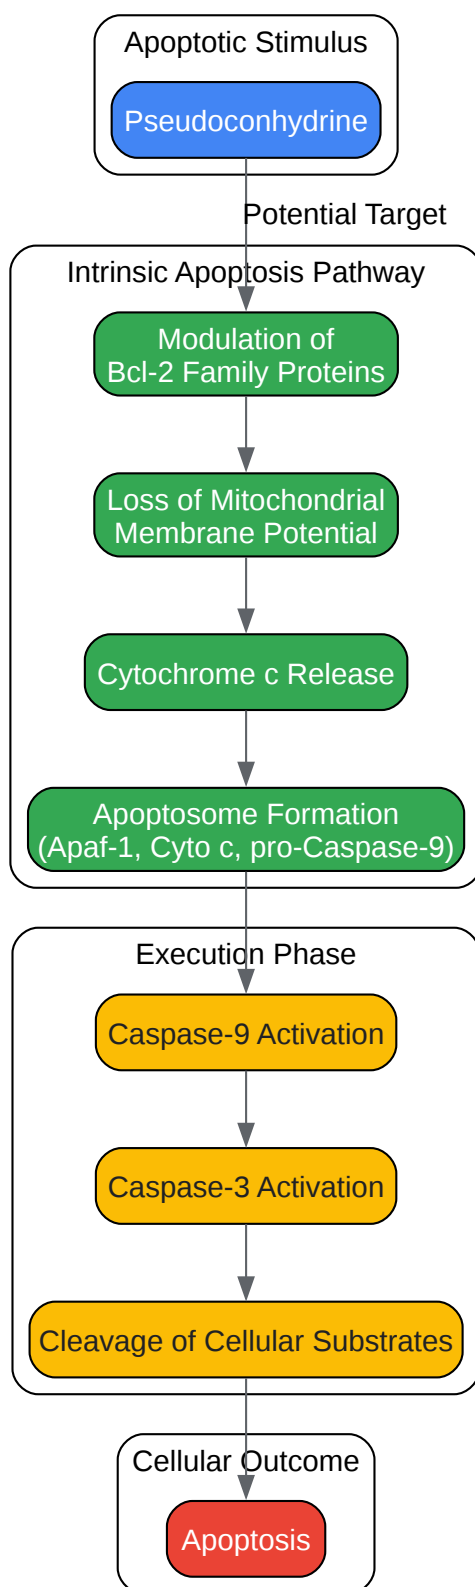 Apoptotic Stimulus
Pseudoconhydrine
Potential Target
Intrinsic Apoptosis Pathway
Modulation of
Bcl-2 Family Proteins
Loss of Mitochondrial
Membrane Potential
Cytochrome c Release
Apoptosome Formation
(Apaf-1, Cyto c, pro-Caspase-9)
Execution Phase
Caspase-9 Activation
Caspase-3 Activation
Cleavage of Cellular Substrates
Cellular Outcome
Apoptosis